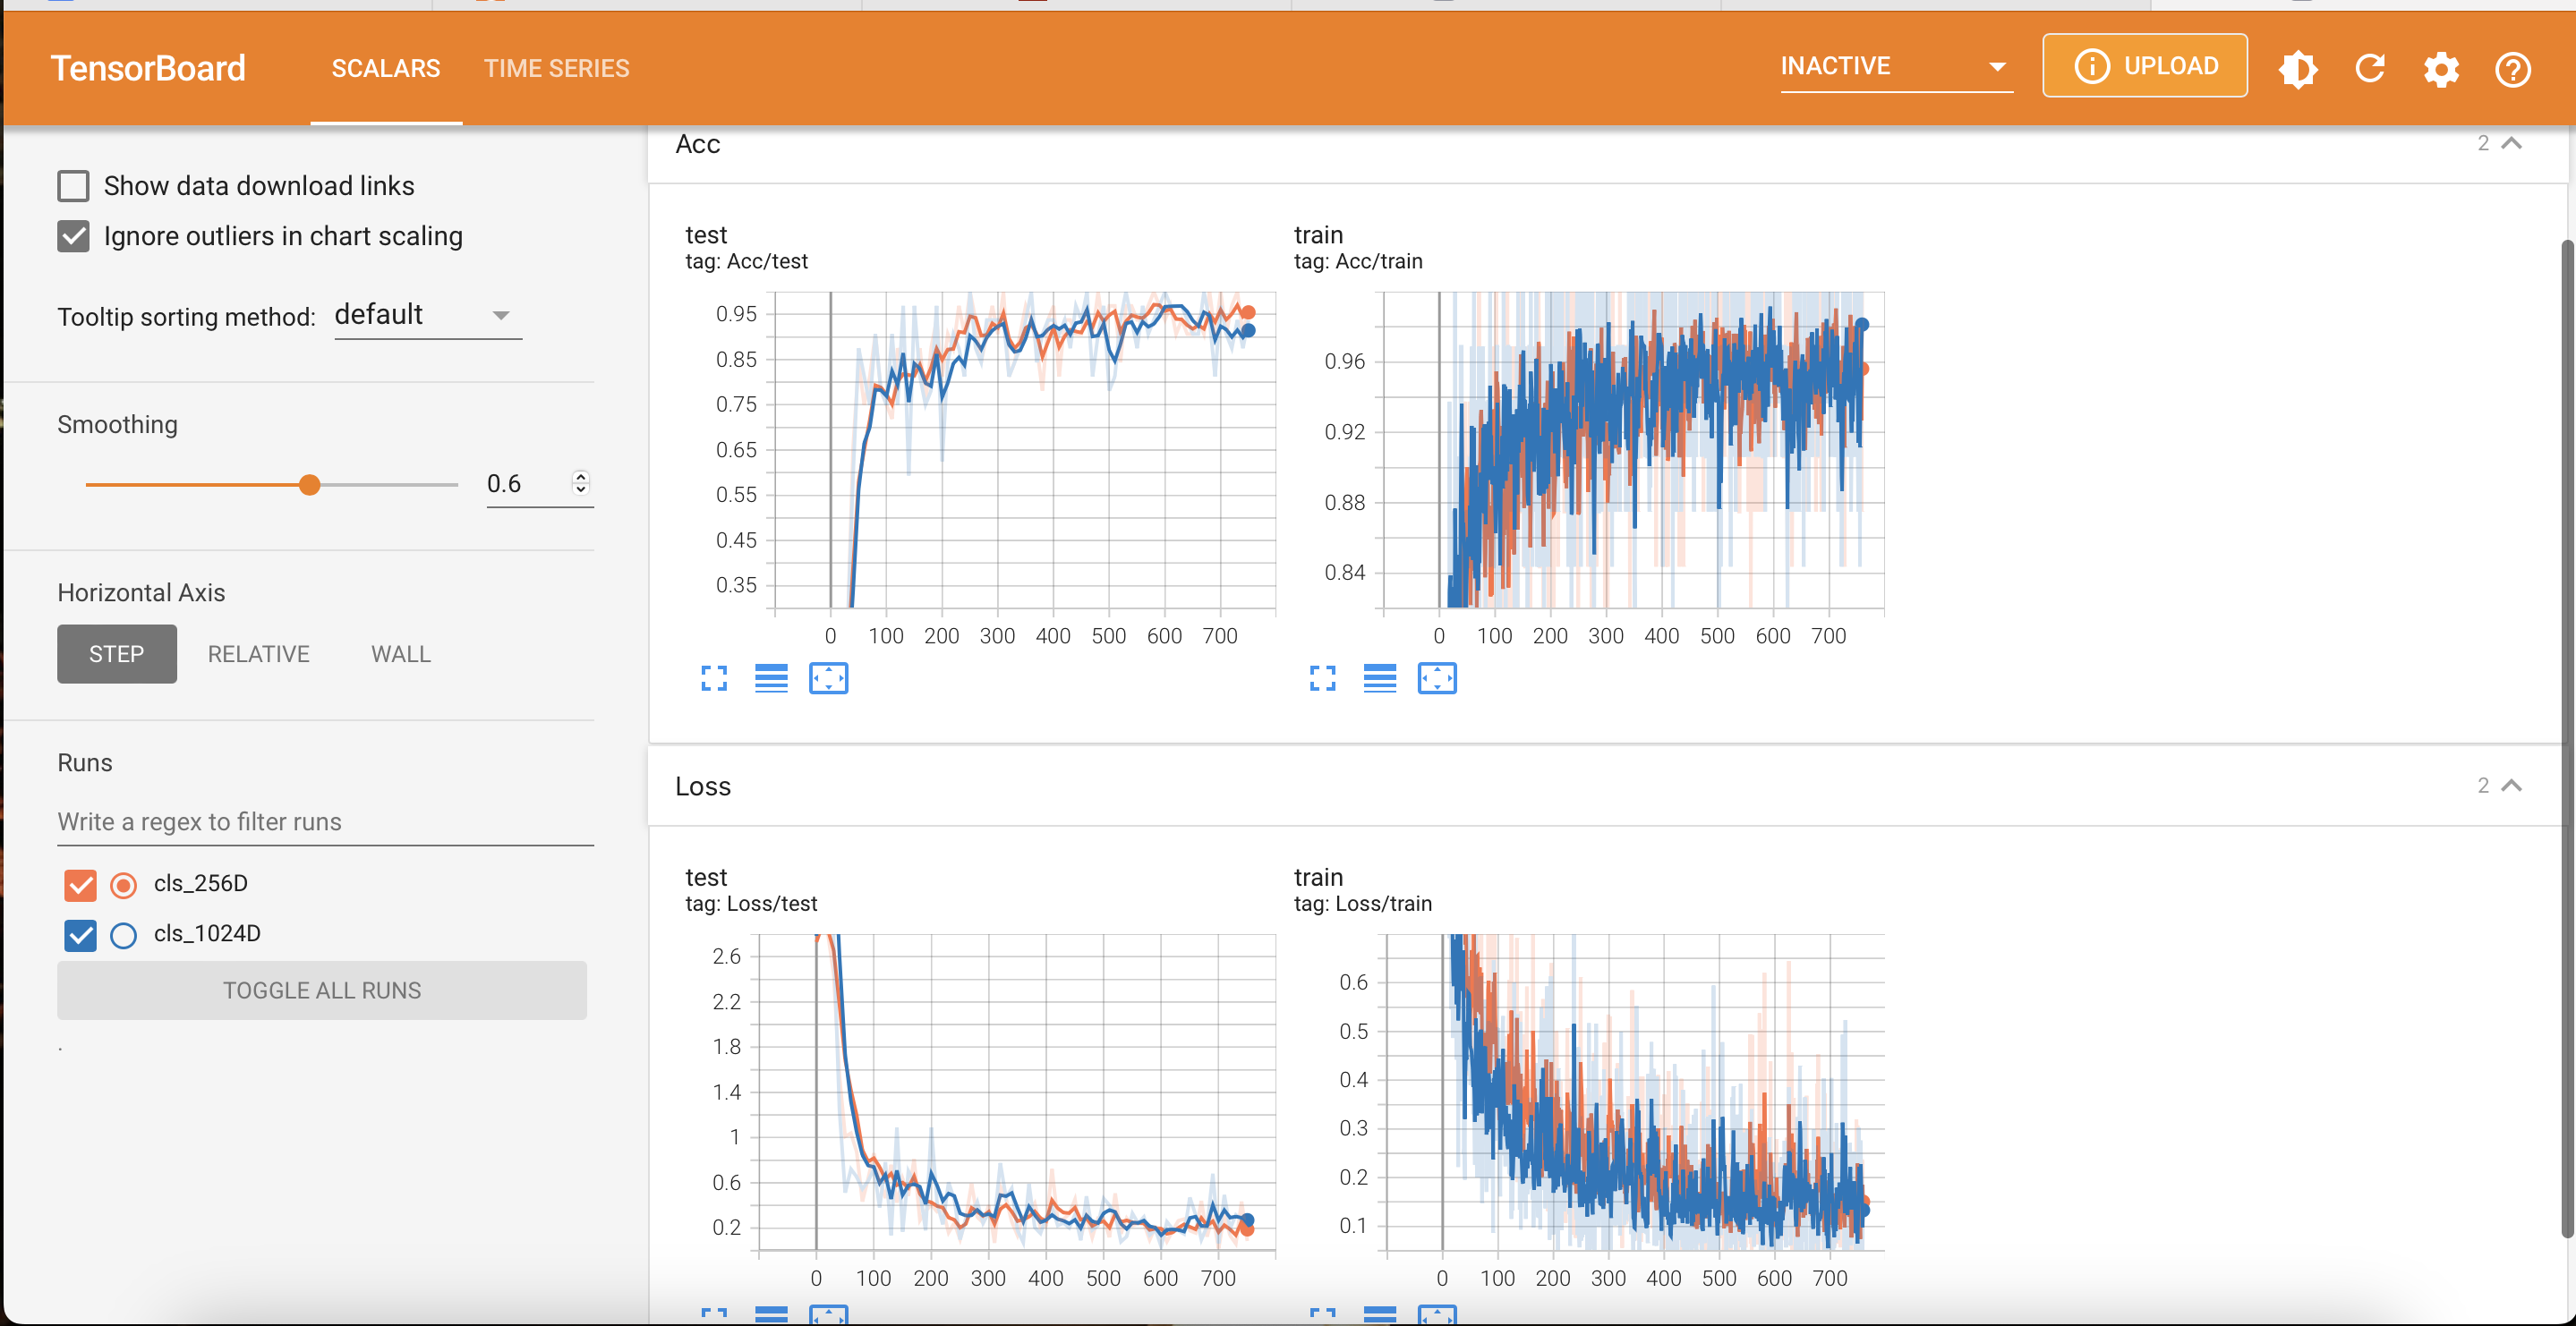 TensorBoard SCALARS TIME SERIES INACTIVE UPLOAD
Show data download links
Ignore outliers in chart scaling
Tooltip sorting method: default
Smoothing
0.6
Horizontal Axis
STEP RELATIVE WALL
Runs
Write a regex to filter runs
cls_256D
cls_1024D
TOGGLE ALL RUNS
.
Acc 2
test
tag: Acc/test
0.95
0.85
0.75
0.65
0.55
0.45
0.35
0 100 200 300 400 500 600 700
train
tag: Acc/train
0.96
0.92
0.88
0.84
0 100 200 300 400 500 600 700
Loss 2
test
tag: Loss/test
2.6
2.2
1.8
1.4
1
0.6
0.2
0 100 200 300 400 500 600 700
train
tag: Loss/train
0.6
0.5
0.4
0.3
0.2
0.1
0 100 200 300 400 500 600 700